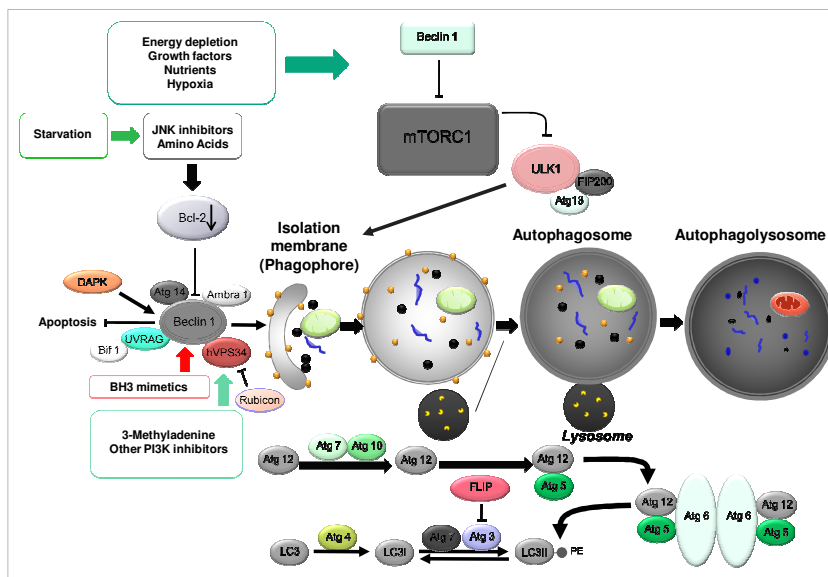 Energy depletion
Growth factors
Nutrients
Hypoxia
Beclin 1
Starvation
JNK inhibitors
Amino Acids
mTORC1
ULK1
FIP200
Atg13
Bcl-2
Isolation
membrane
(Phagophore)
Autophagosome
Autophagolysosome
DAPK
Atg 14
Ambra 1
Apoptosis
Beclin 1
Bif 1
UVRAG
hVPS34
BH3 mimetics
Rubicon
3-Methyladenine
Other PI3K inhibitors
Lysosome
Atg 12
Atg 7
Atg 10
Atg 12
Atg 12
Atg 5
FLIP
Atg 12
Atg 5
Atg 6
Atg 6
Atg 12
Atg 5
LC3
Atg 4
LC3I
Atg 7
Atg 3
LC3II
PE